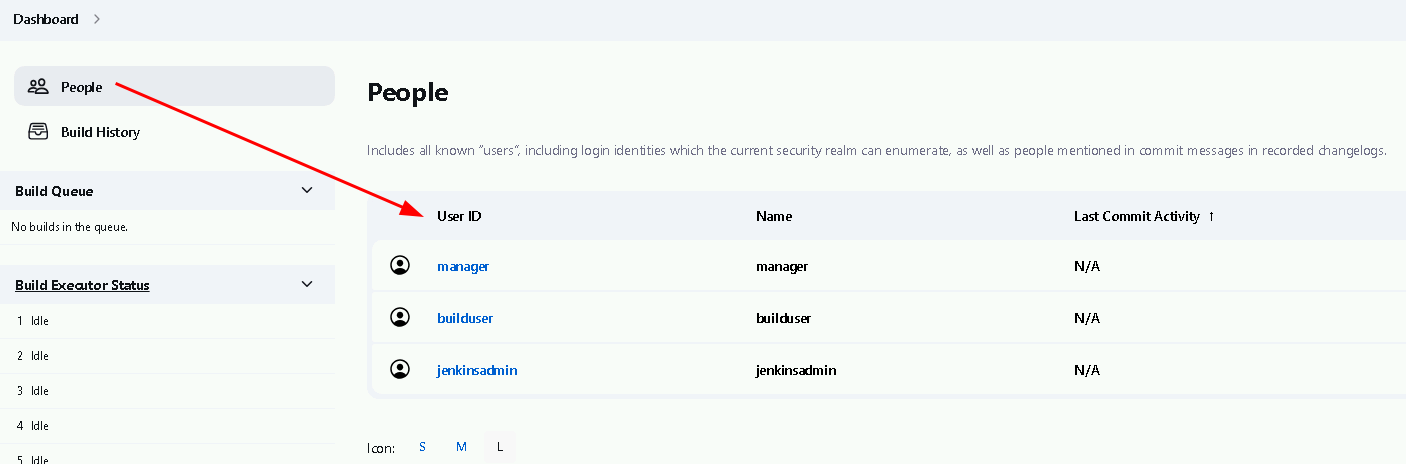 Dashboard
People
Build History
Build Queue
No builds in the queue.
Build Executor Status
1 Idle
2 Idle
3 Idle
4 Idle
5 Idle
People
Includes all known “users”, including login identities which the current security realm can enumerate, as well as people mentioned in commit messages in recorded changelogs.
User ID Name Last Commit Activity ↑
manager manager N/A
builduser builduser N/A
jenkinsadmin jenkinsadmin N/A
Icon: S M L